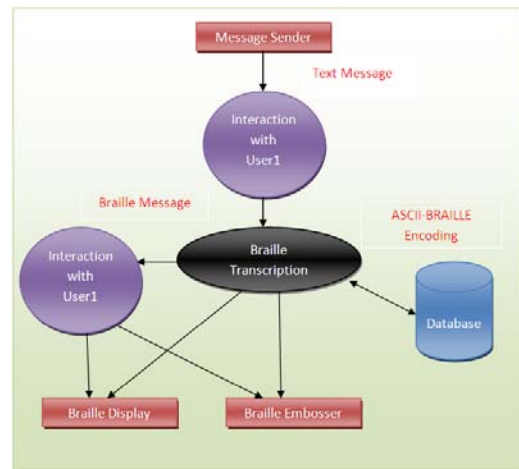 Message Sender
Text Message
Interaction
with
User1
Braille Message
ASCII-BRAILLE
Encoding
Braille
Transcription
Interaction
with
User1
Database
Braille Display
Braille Embosser